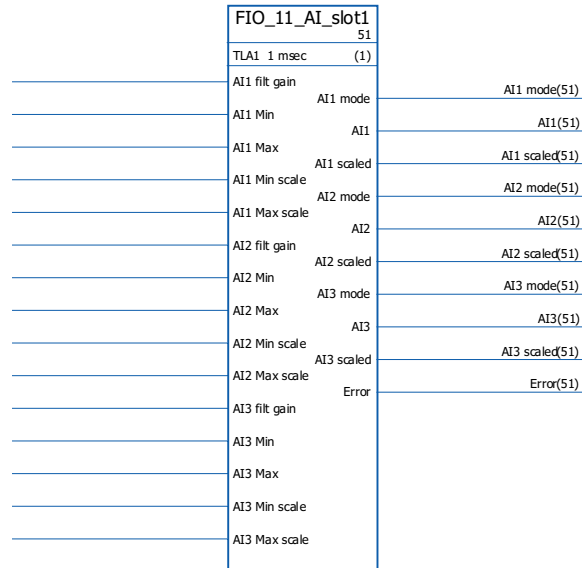 FIO_11_AI_slot1
51
TLA1 1 msec (1)
AI1 filt gain
AI1 mode AI1 mode(51)
AI1 Min
AI1 AI1(51)
AI1 Max
AI1 scaled AI1 scaled(51)
AI1 Min scale
AI2 mode AI2 mode(51)
AI1 Max scale
AI2 AI2(51)
AI2 filt gain
AI2 scaled AI2 scaled(51)
AI2 Min
AI3 mode AI3 mode(51)
AI2 Max
AI3 AI3(51)
AI2 Min scale
AI3 scaled AI3 scaled(51)
AI2 Max scale
Error Error(51)
AI3 filt gain
AI3 Min
AI3 Max
AI3 Min scale
AI3 Max scale